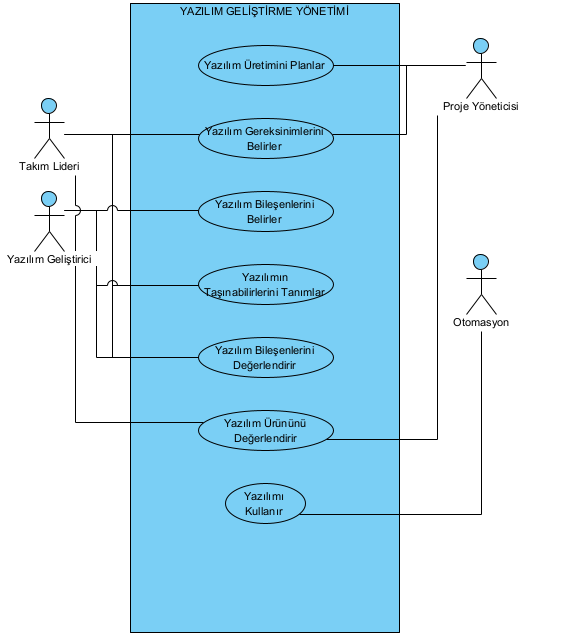 YAZILIM GELİŞTİRME YÖNETİMİ
Yazılım Üretimini Planlar
Proje Yöneticisi
Yazılım Gereksinimlerini
Belirler
Takım Lideri
Yazılım Bileşenlerini
Belirler
Yazılım Geliştirici
Yazılımın
Taşınabilirlerini Tanımlar
Otomasyon
Yazılım Bileşenlerini
Değerlendirir
Yazılım Ürününü
Değerlendirir
Yazılımı
Kullanır